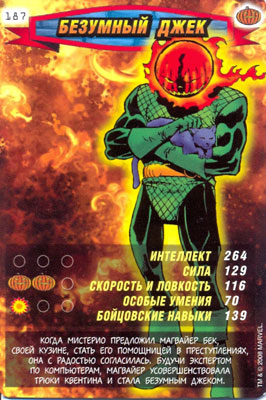 187
БЕЗУМНЫЙ ДЖЕК
ИНТЕЛЛЕКТ 264
СИЛА 129
СКОРОСТЬ И ЛОВКОСТЬ 116
ОСОБЫЕ УМЕНИЯ 70
БОЙЦОВСКИЕ НАВЫКИ 139
КОГДА МИСТЕРИО ПРЕДЛОЖИЛ МАГВАЙЕР БЕК,
СВОЕЙ КУЗИНЕ, СТАТЬ ЕГО ПОМОЩНИЦЕЙ В ПРЕСТУПЛЕНИЯХ,
ОНА С РАДОСТЬЮ СОГЛАСИЛАСЬ. БУДУЧИ ЭКСПЕРТОМ
ПО КОМПЬЮТЕРАМ, МАГВАЙЕР УСОВЕРШЕНСТВОВАЛА
ТРЮКИ КВЕНТИНА И СТАЛА БЕЗУМНЫМ ДЖЕКОМ.
TM & © 2008 MARVEL